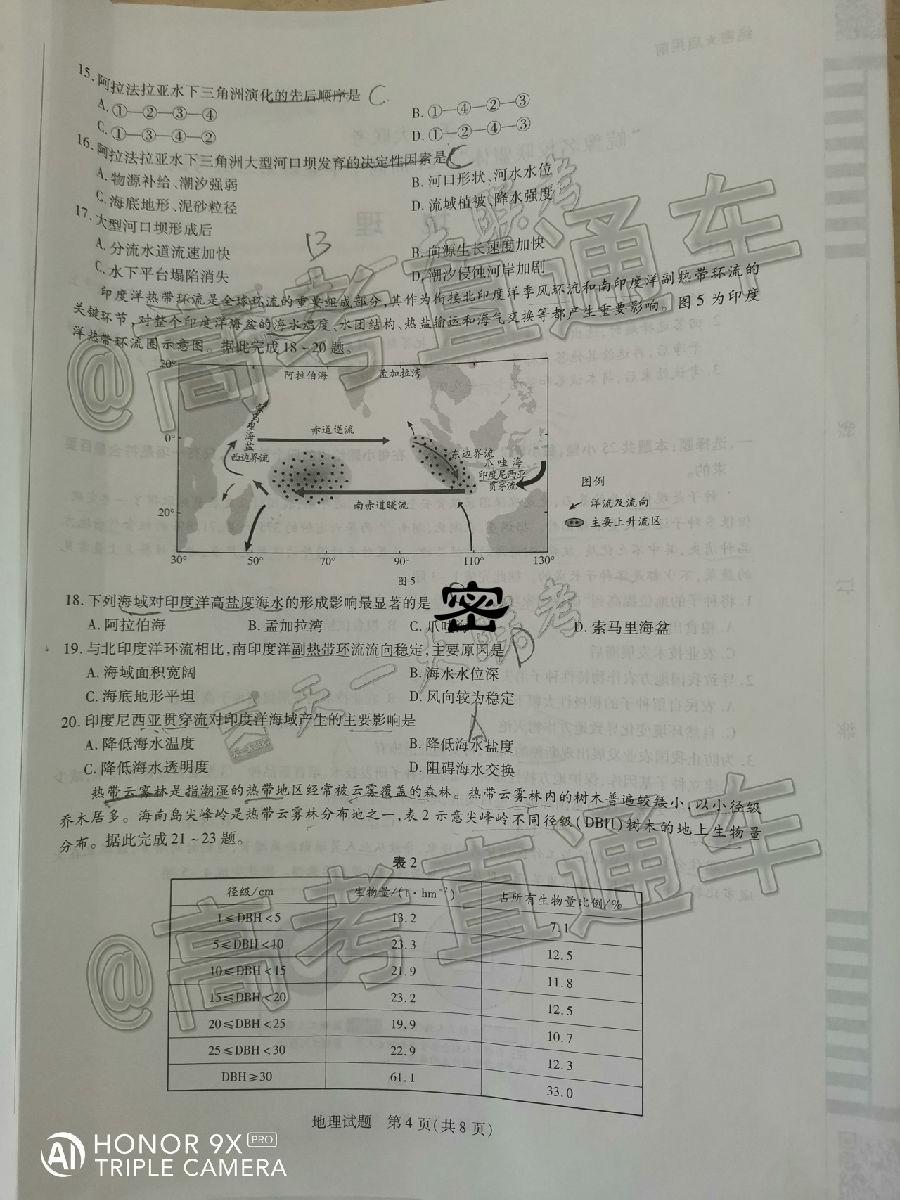 15.阿拉法拉亚水下三角洲演化的先后顺序是 C
A.①—②—③—④ B.①—④—②—③
C.①—③—④—② D.①—②—④—③
16.阿拉法拉亚水下三角洲大型河口坝发育的决定性因素是 C
A.物源补给、潮汐强弱 B.河口形状、河水水位
C.海底地形、泥砂粒径 D.流域植被、降水强度
17.大型河口坝形成后 B
A.分流水道流速加快 B.向源生长速度加快
C.水下平台塌陷消失 D.潮汐侵蚀河岸加剧
印度洋热带环流是全球环流的重要组成部分,其作为衔接北印度洋季风环流和南印度洋副热带环流的
关键环节,对整个印度洋海盆的海水温度、水团结构、热盐输运和海气交换等都产生重要影响。图5为印度
洋热带环流圈示意图。据此完成18~20题。
20°
阿拉伯海 孟加拉湾
索马里海盆
赤道逆流
0°
西边界流
东边界流
爪哇海
印度尼西亚
贯穿流
图例
洋流及流向
主要上升流区
南赤道暖流
20°
30° 50° 70° 90° 110° 130°
图5
18.下列海域对印度洋高盐度海水的形成影响最显著的是
A.阿拉伯海 B.孟加拉湾 C.爪哇海 D.索马里海盆
密
19.与北印度洋环流相比,南印度洋副热带环流流向稳定,主要原因是
A.海域面积宽阔 B.海水水位深
C.海底地形平坦 D.风向较为稳定
20.印度尼西亚贯穿流对印度洋海域产生的主要影响是 A
A.降低海水温度 B.降低海水盐度
C.降低海水透明度 D.阻碍海水交换
热带云雾林是指潮湿的热带地区经常被云雾覆盖的森林。热带云雾林内的树木普遍较矮小,以小径级
乔木居多。海南岛尖峰岭是热带云雾林分布地之一,表2示意尖峰岭不同径级(DBH)树木的地上生物量
分布。据此完成21~23题。
表2
径级/cm 生物量/(t·hm⁻²) 占所有生物量比例/%
1≤DBH<5 13.2 7.1
5≤DBH<10 23.3 12.5
10≤DBH<15 21.9 11.8
15≤DBH<20 23.2 12.5
20≤DBH<25 19.9 10.7
25≤DBH<30 22.9 12.3
DBH≥30 61.1 33.0
地理试题 第4页(共8页)
@高考直通车
@高考直通车
天一大联考
HONOR 9X PRO
AI TRIPLE CAMERA